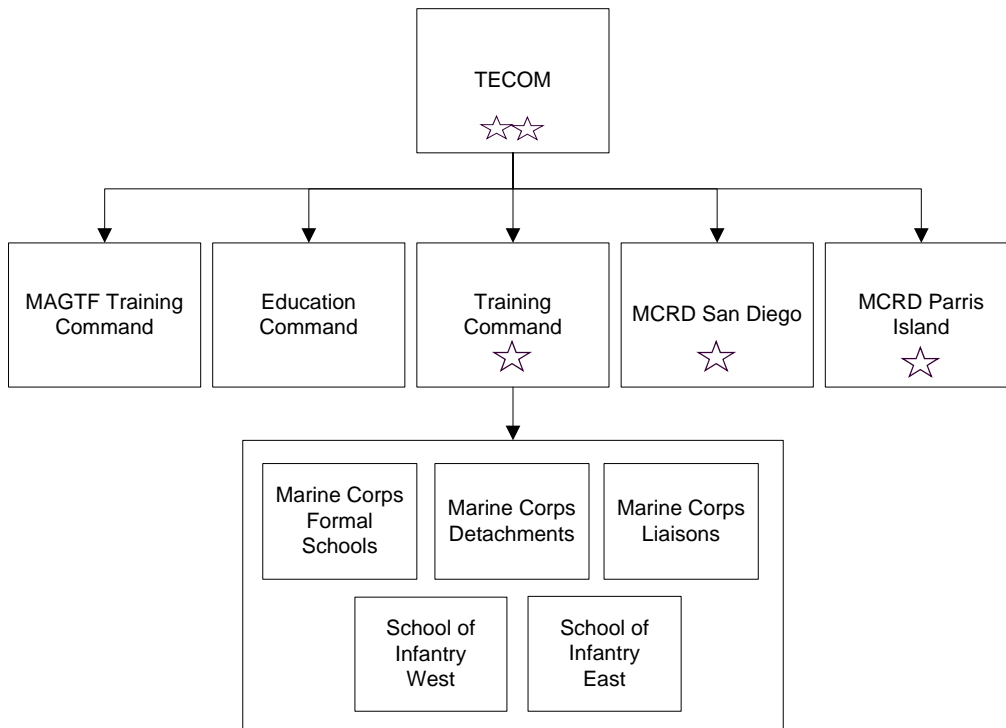 TECOM
MAGTF Training
Command
Education
Command
Training
Command
MCRD San Diego
MCRD Parris
Island
Marine Corps
Formal
Schools
Marine Corps
Detachments
Marine Corps
Liaisons
School of
Infantry
West
School of
Infantry
East